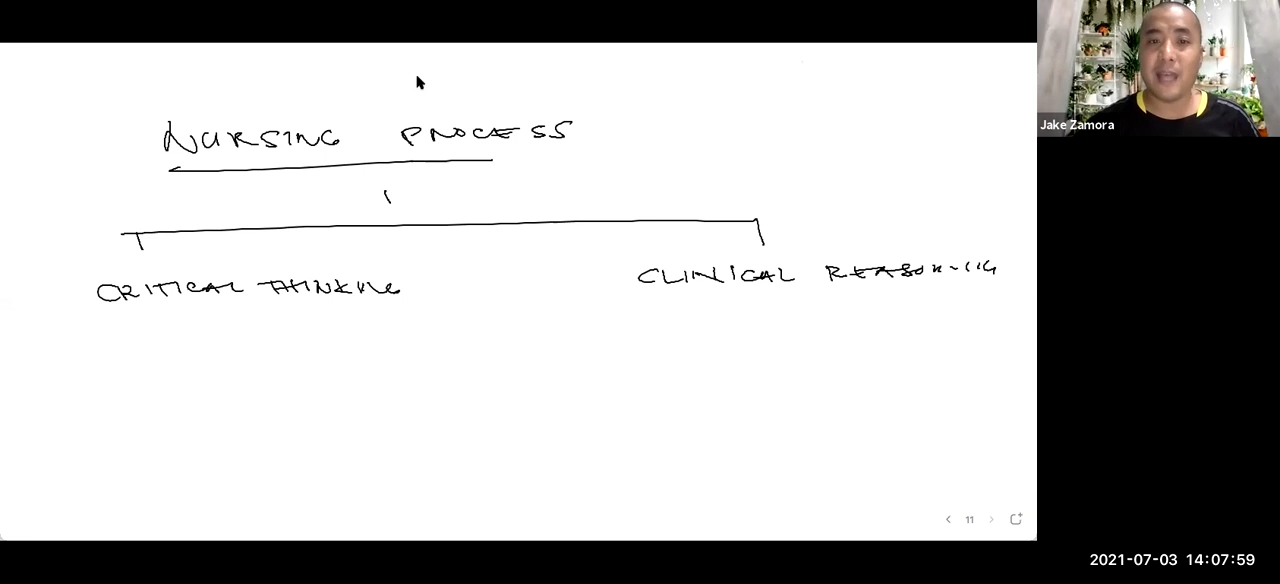 NURSING PROCESS
CRITICAL THINKING
CLINICAL REASONING
Jake Zamora
11
2021-07-03 14:07:59